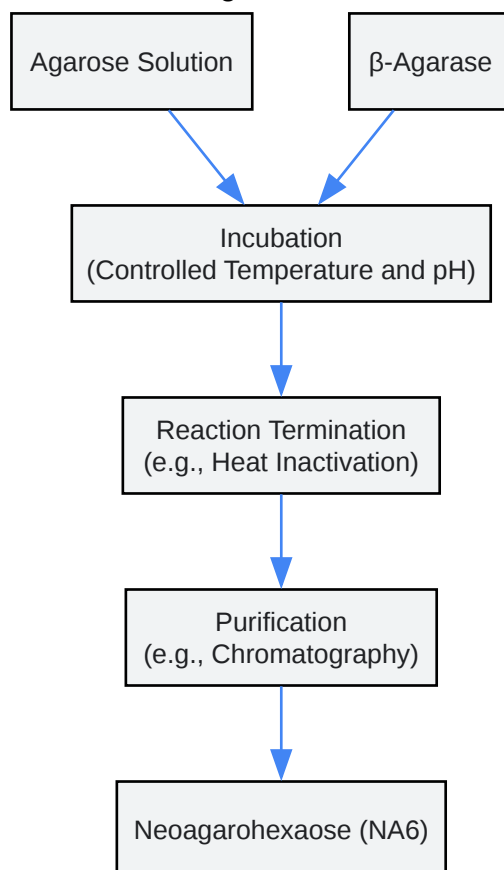 Agarose Solution
β-Agarase
Incubation
(Controlled Temperature and pH)
Reaction Termination
(e.g., Heat Inactivation)
Purification
(e.g., Chromatography)
Neoagarohexaose (NA6)